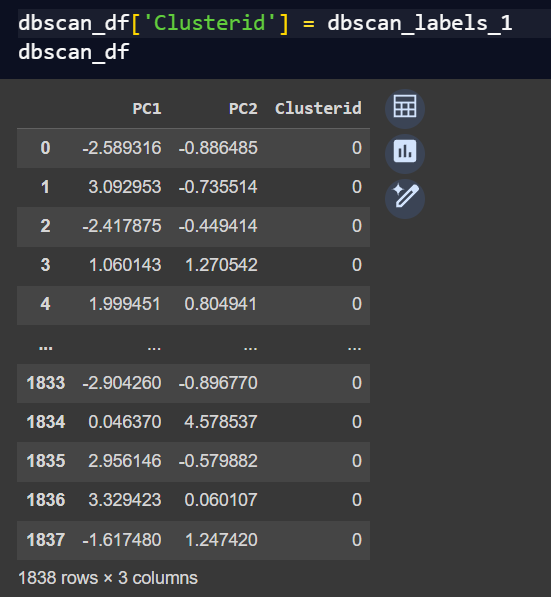 dbscan_df['Clusterid'] = dbscan_labels_1
dbscan_df
PC1 PC2 Clusterid
0 -2.589316 -0.886485 0
1 3.092953 -0.735514 0
2 -2.417875 -0.449414 0
3 1.060143 1.270542 0
4 1.999451 0.804941 0
... ... ... ...
1833 -2.904260 -0.896770 0
1834 0.046370 4.578537 0
1835 2.956146 -0.579882 0
1836 3.329423 0.060107 0
1837 -1.617480 1.247420 0
1838 rows × 3 columns